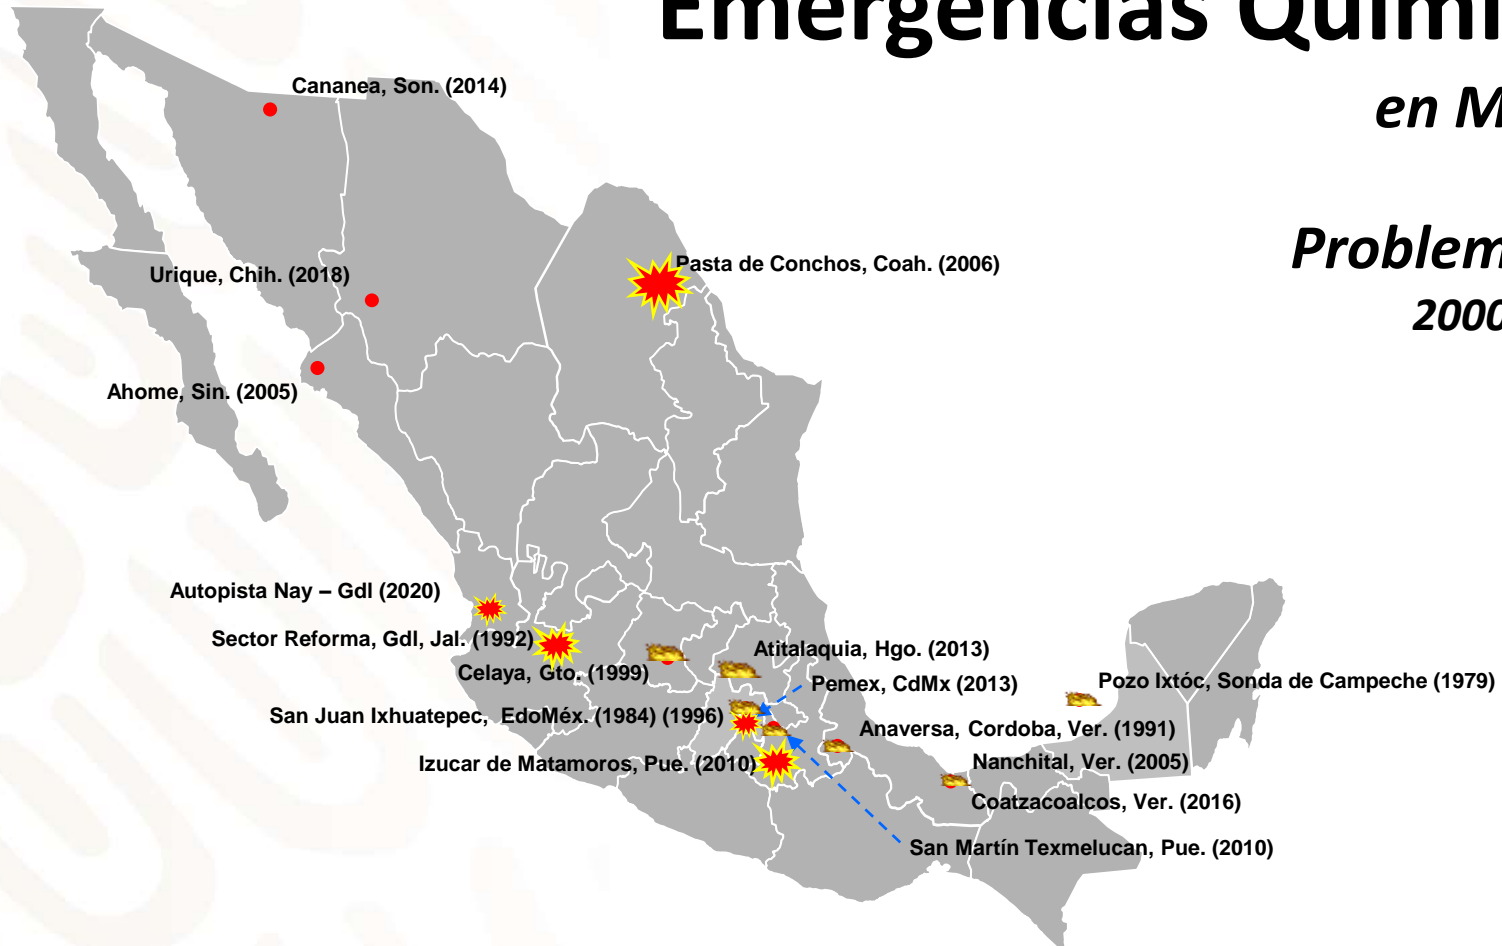 Emergencias Quími
en M
Problem
2000
Cananea, Son. (2014)
Pasta de Conchos, Coah. (2006)
Urique, Chih. (2018)
Ahome, Sin. (2005)
Autopista Nay – Gdl (2020)
Sector Reforma, Gdl, Jal. (1992)
Atitalaquia, Hgo. (2013)
Celaya, Gto. (1999)
Pemex, CdMx (2013)
Pozo Ixtóc, Sonda de Campeche (1979)
San Juan Ixhuatepec, EdoMéx. (1984) (1996)
Anaversa, Cordoba, Ver. (1991)
Izucar de Matamoros, Pue. (2010)
Nanchital, Ver. (2005)
Coatzacoalcos, Ver. (2016)
San Martín Texmelucan, Pue. (2010)